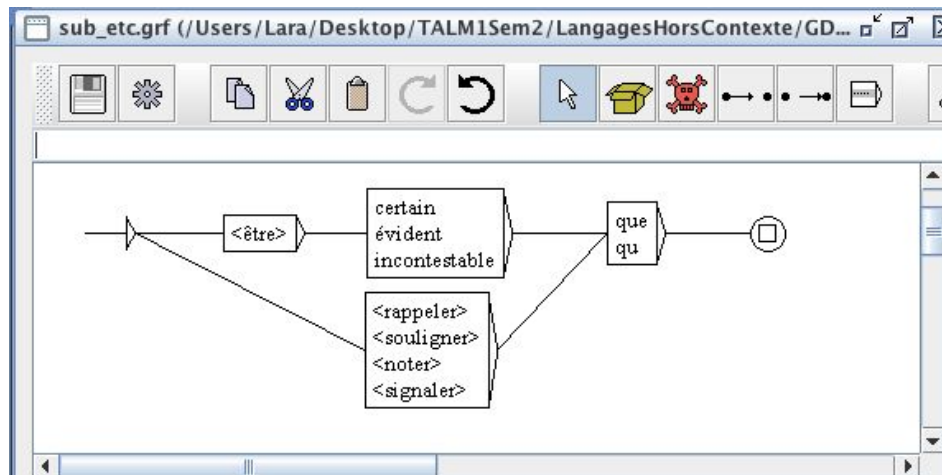 sub_etc.grf (/Users/Lara/Desktop/TALM1Sem2/LangagesHorsContexte/GD...
<être>
certain
évident
incontestable
que
qu
<rappeler>
<souligner>
<noter>
<signaler>